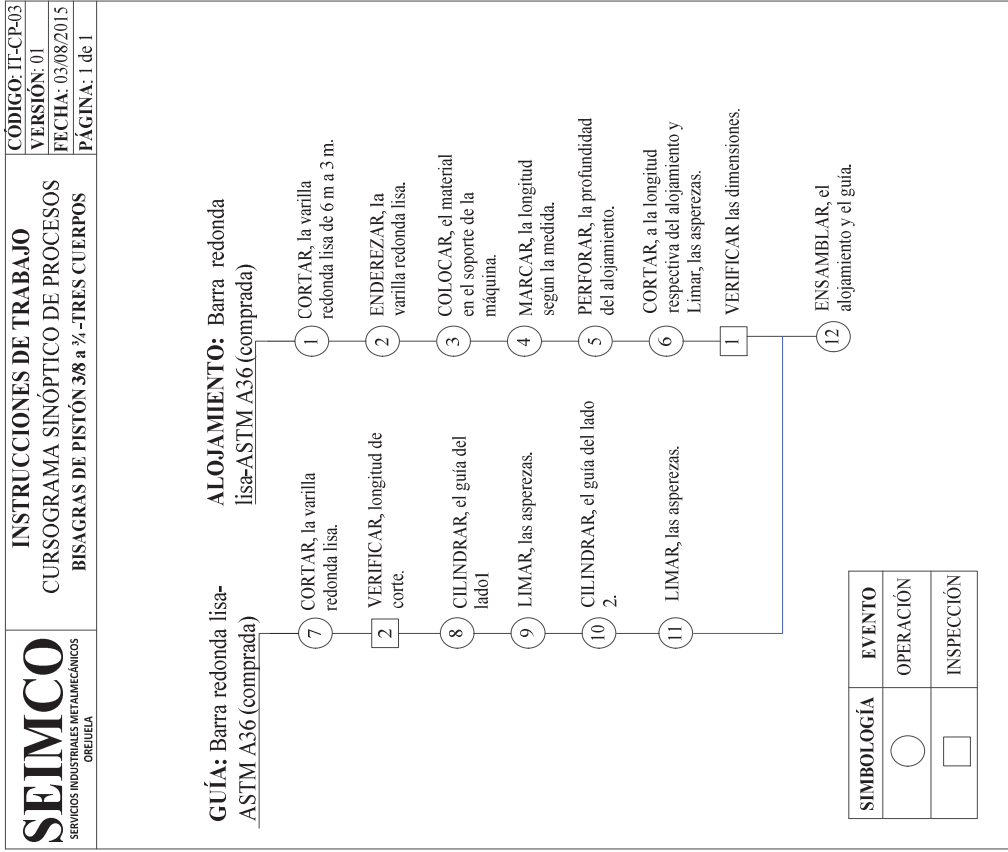 SEIMCO
SERVICIOS INDUSTRIALES METALMECÁNICOS
OREJUELA
INSTRUCCIONES DE TRABAJO
CURSOGRAMA SINÓPTICO DE PROCESOS
BISAGRAS DE PISTÓN 3/8 a ¾ -TRES CUERPOS
CÓDIGO: IT-CP-03
VERSIÓN: 01
FECHA: 03/08/2015
PÁGINA: 1 de 1
GUÍA: Barra redonda lisa-
ASTM A36 (comprada)
7
CORTAR, la varilla
redonda lisa.
2
VERIFICAR, longitud de
corte.
8
CILINDRAR, el guía del
lado1
9
LIMAR, las asperezas.
10
CILINDRAR, el guía del lado
2.
11
LIMAR, las asperezas.
ALOJAMIENTO: Barra redonda
lisa-ASTM A36 (comprada)
1
CORTAR, la varilla
redonda lisa de 6 m a 3 m.
2
ENDEREZAR, la
varilla redonda lisa.
3
COLOCAR, el material
en el soporte de la
máquina.
4
MARCAR, la longitud
según la medida.
5
PERFORAR, la profundidad
del alojamiento.
6
CORTAR, a la longitud
respectiva del alojamiento y
Limar, las asperezas.
1
VERIFICAR las dimensiones.
12
ENSAMBLAR, el
alojamiento y el guía.
SIMBOLOGÍA EVENTO
OPERACIÓN
INSPECCIÓN